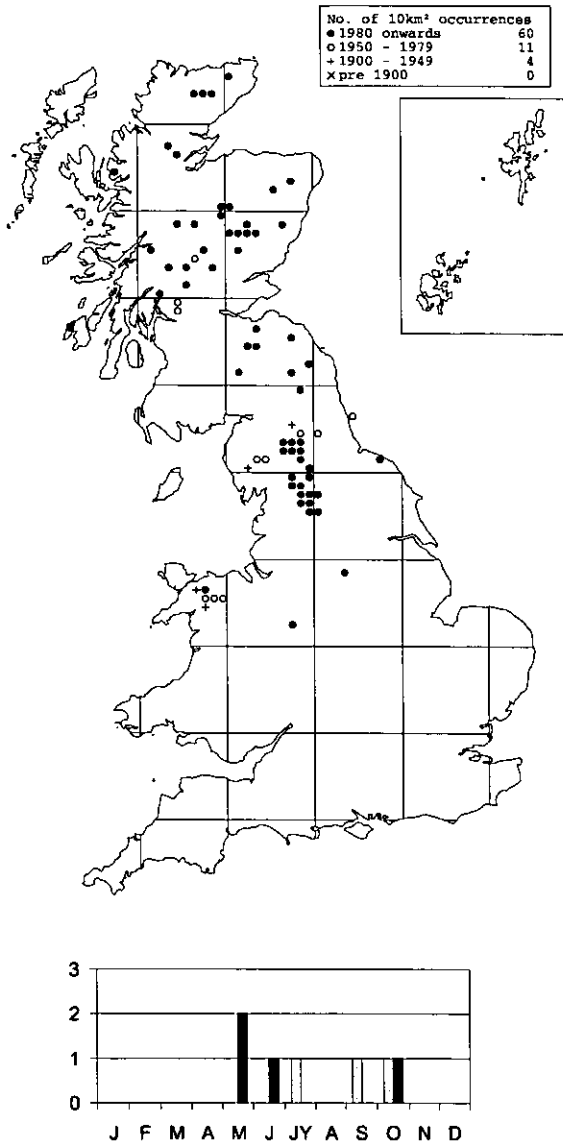 No. of 10km² occurrences
● 1980 onwards 60
○ 1950 - 1979 11
+ 1900 - 1949 4
× pre 1900 0
3
2
1
0
J F M A M J JY A S O N D